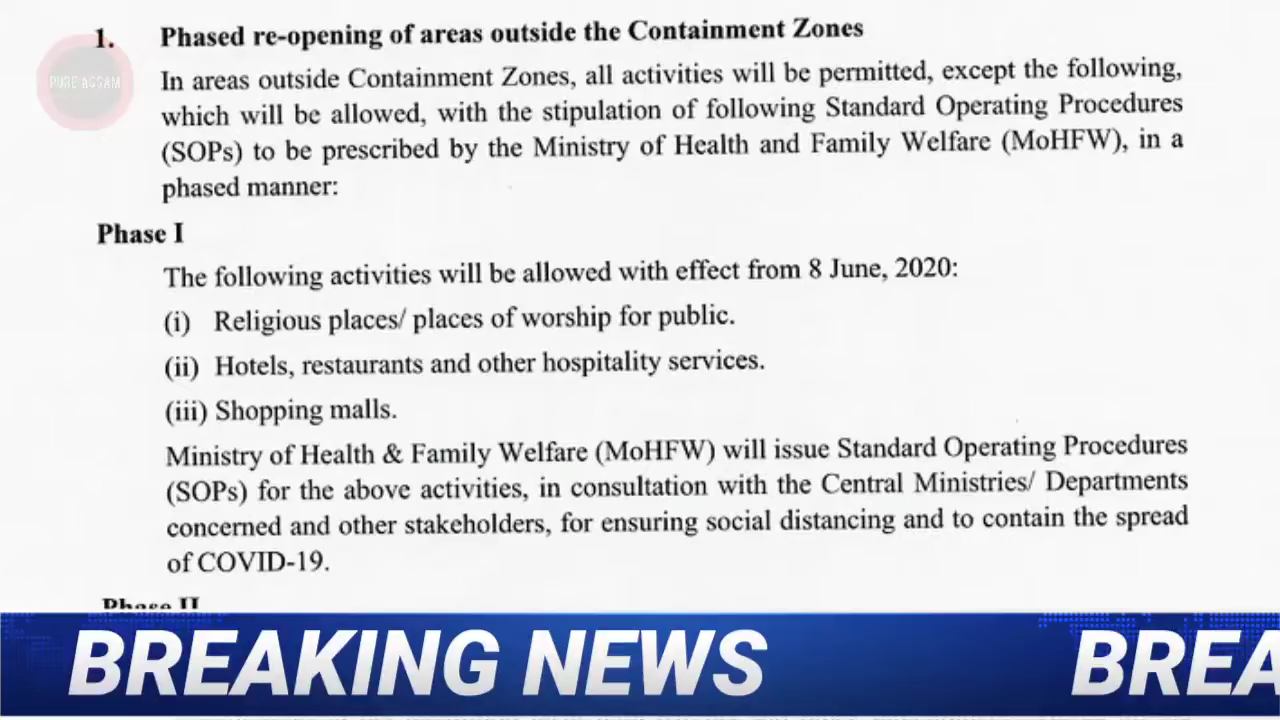 1. Phased re-opening of areas outside the Containment Zones
PURE ASSAM
In areas outside Containment Zones, all activities will be permitted, except the following,
which will be allowed, with the stipulation of following Standard Operating Procedures
(SOPs) to be prescribed by the Ministry of Health and Family Welfare (MoHFW), in a
phased manner:
Phase I
The following activities will be allowed with effect from 8 June, 2020:
(i) Religious places/ places of worship for public.
(ii) Hotels, restaurants and other hospitality services.
(iii) Shopping malls.
Ministry of Health & Family Welfare (MoHFW) will issue Standard Operating Procedures
(SOPs) for the above activities, in consultation with the Central Ministries/ Departments
concerned and other stakeholders, for ensuring social distancing and to contain the spread
of COVID-19.
Phase II
BREAKING NEWS BREA